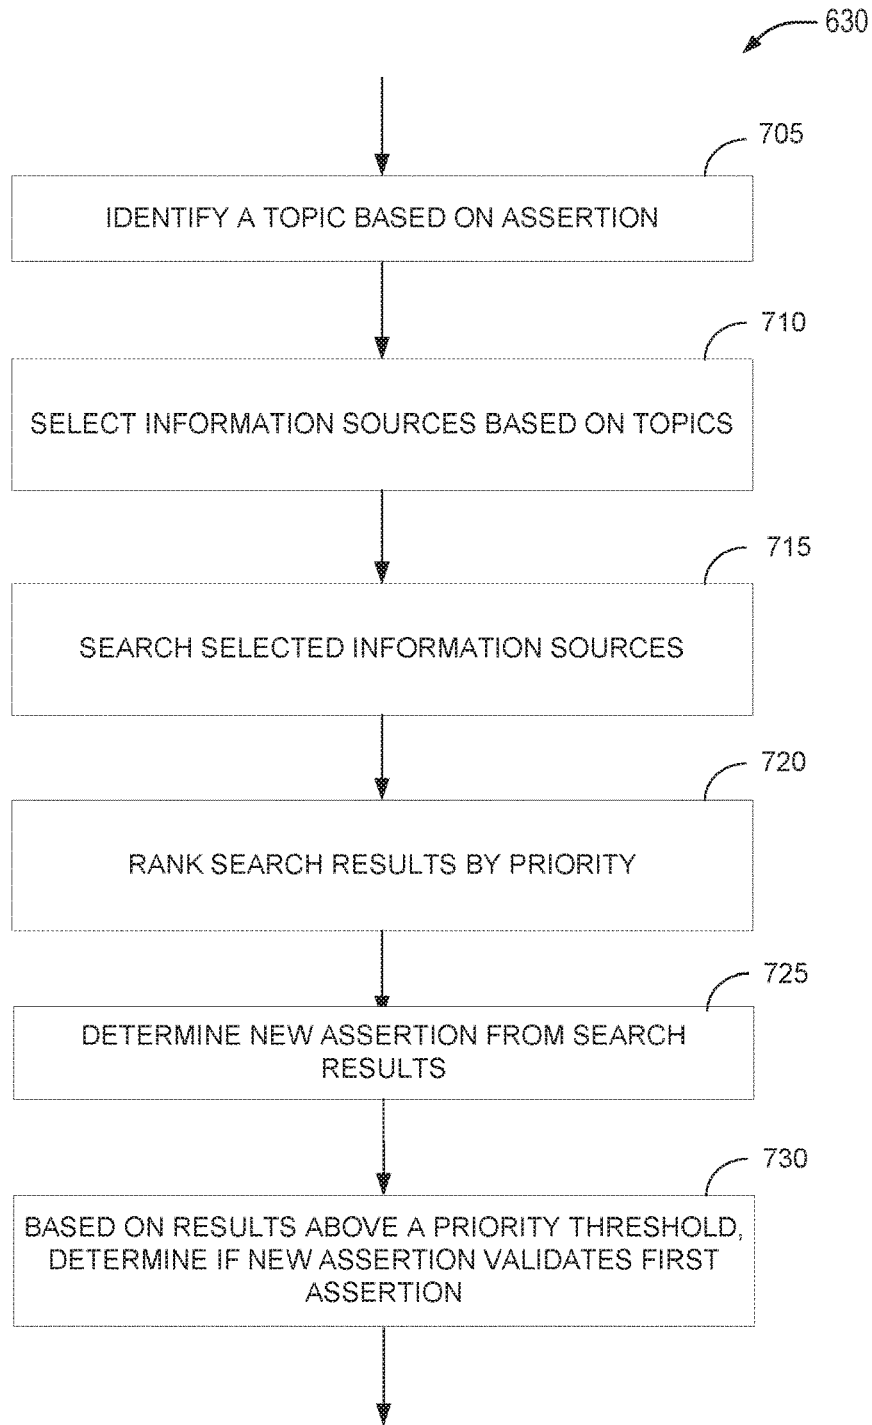 630
705
IDENTIFY A TOPIC BASED ON ASSERTION
710
SELECT INFORMATION SOURCES BASED ON TOPICS
715
SEARCH SELECTED INFORMATION SOURCES
720
RANK SEARCH RESULTS BY PRIORITY
725
DETERMINE NEW ASSERTION FROM SEARCH
RESULTS
730
BASED ON RESULTS ABOVE A PRIORITY THRESHOLD,
DETERMINE IF NEW ASSERTION VALIDATES FIRST
ASSERTION